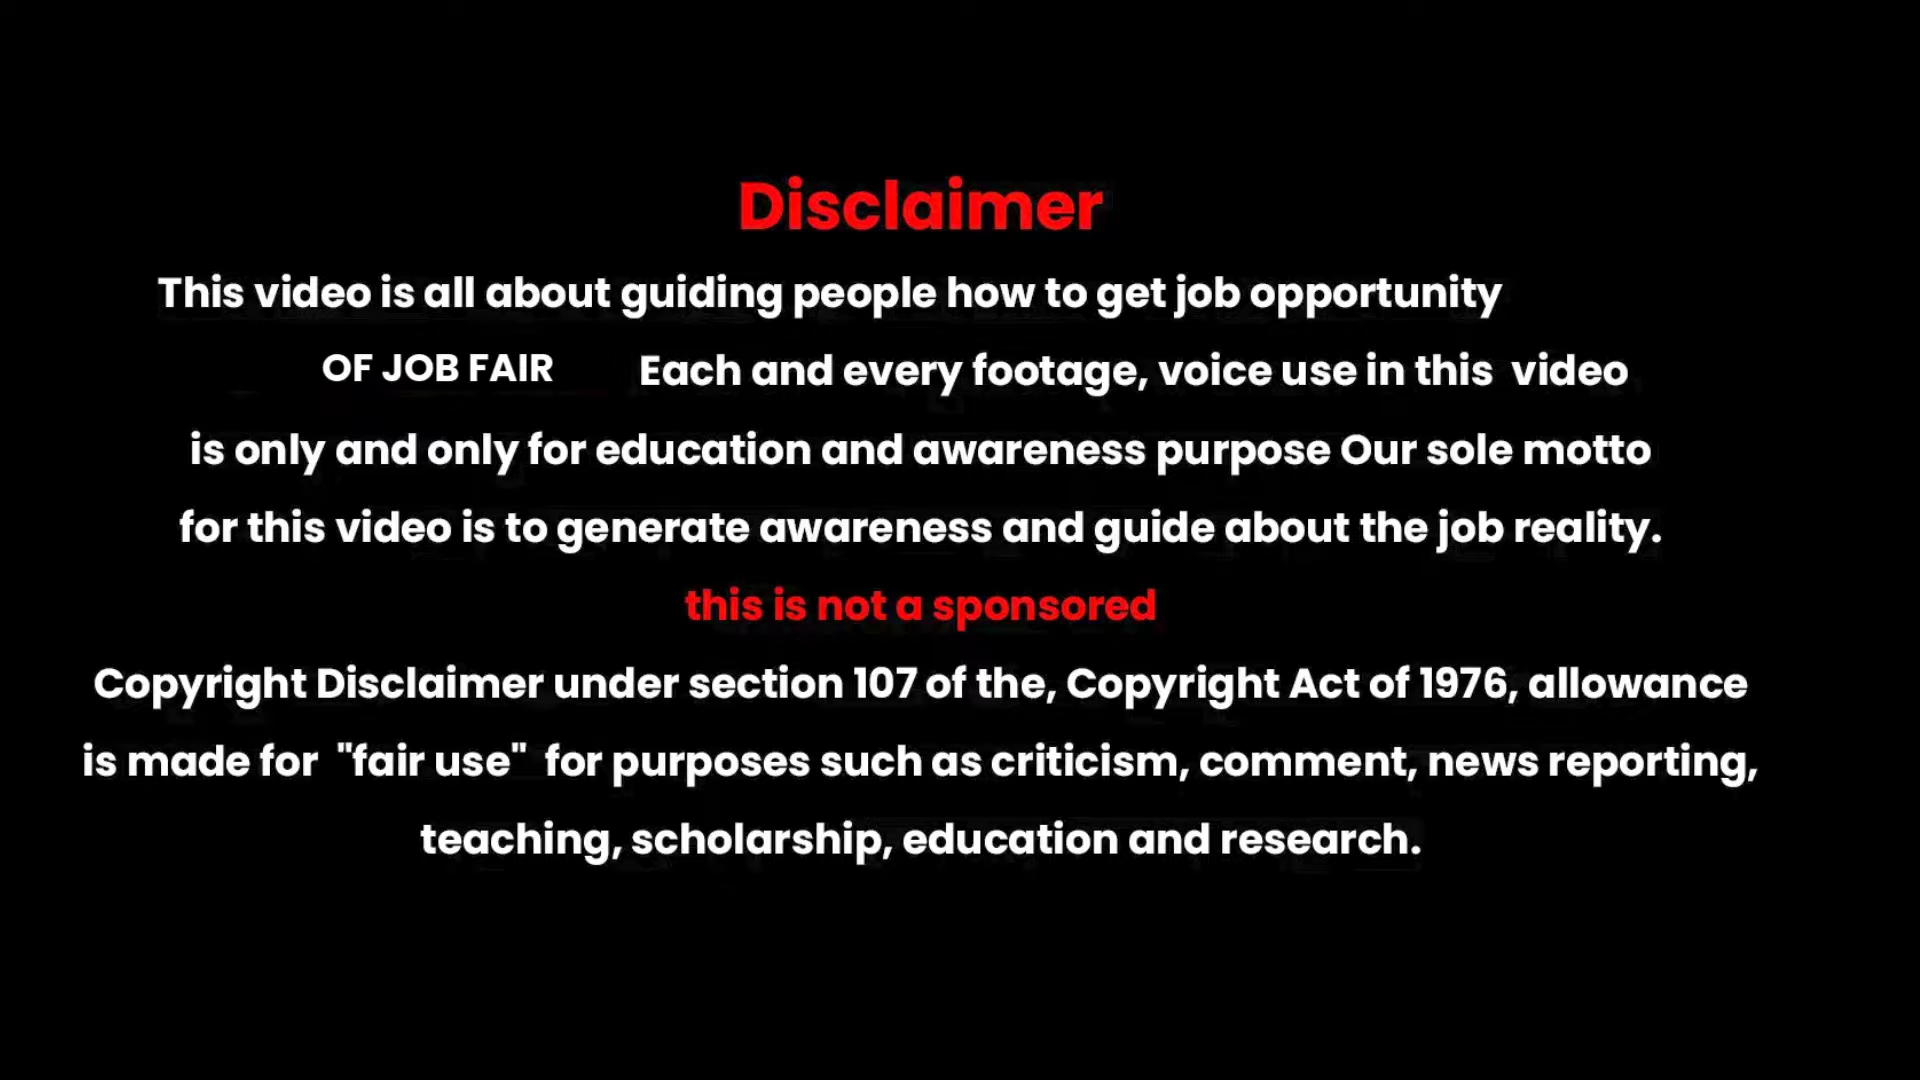 Disclaimer
This video is all about guiding people how to get job opportunity
OF JOB FAIR Each and every footage, voice use in this video
is only and only for education and awareness purpose Our sole motto
for this video is to generate awareness and guide about the job reality.
this is not a sponsored
Copyright Disclaimer under section 107 of the, Copyright Act of 1976, allowance
is made for "fair use" for purposes such as criticism, comment, news reporting,
teaching, scholarship, education and research.